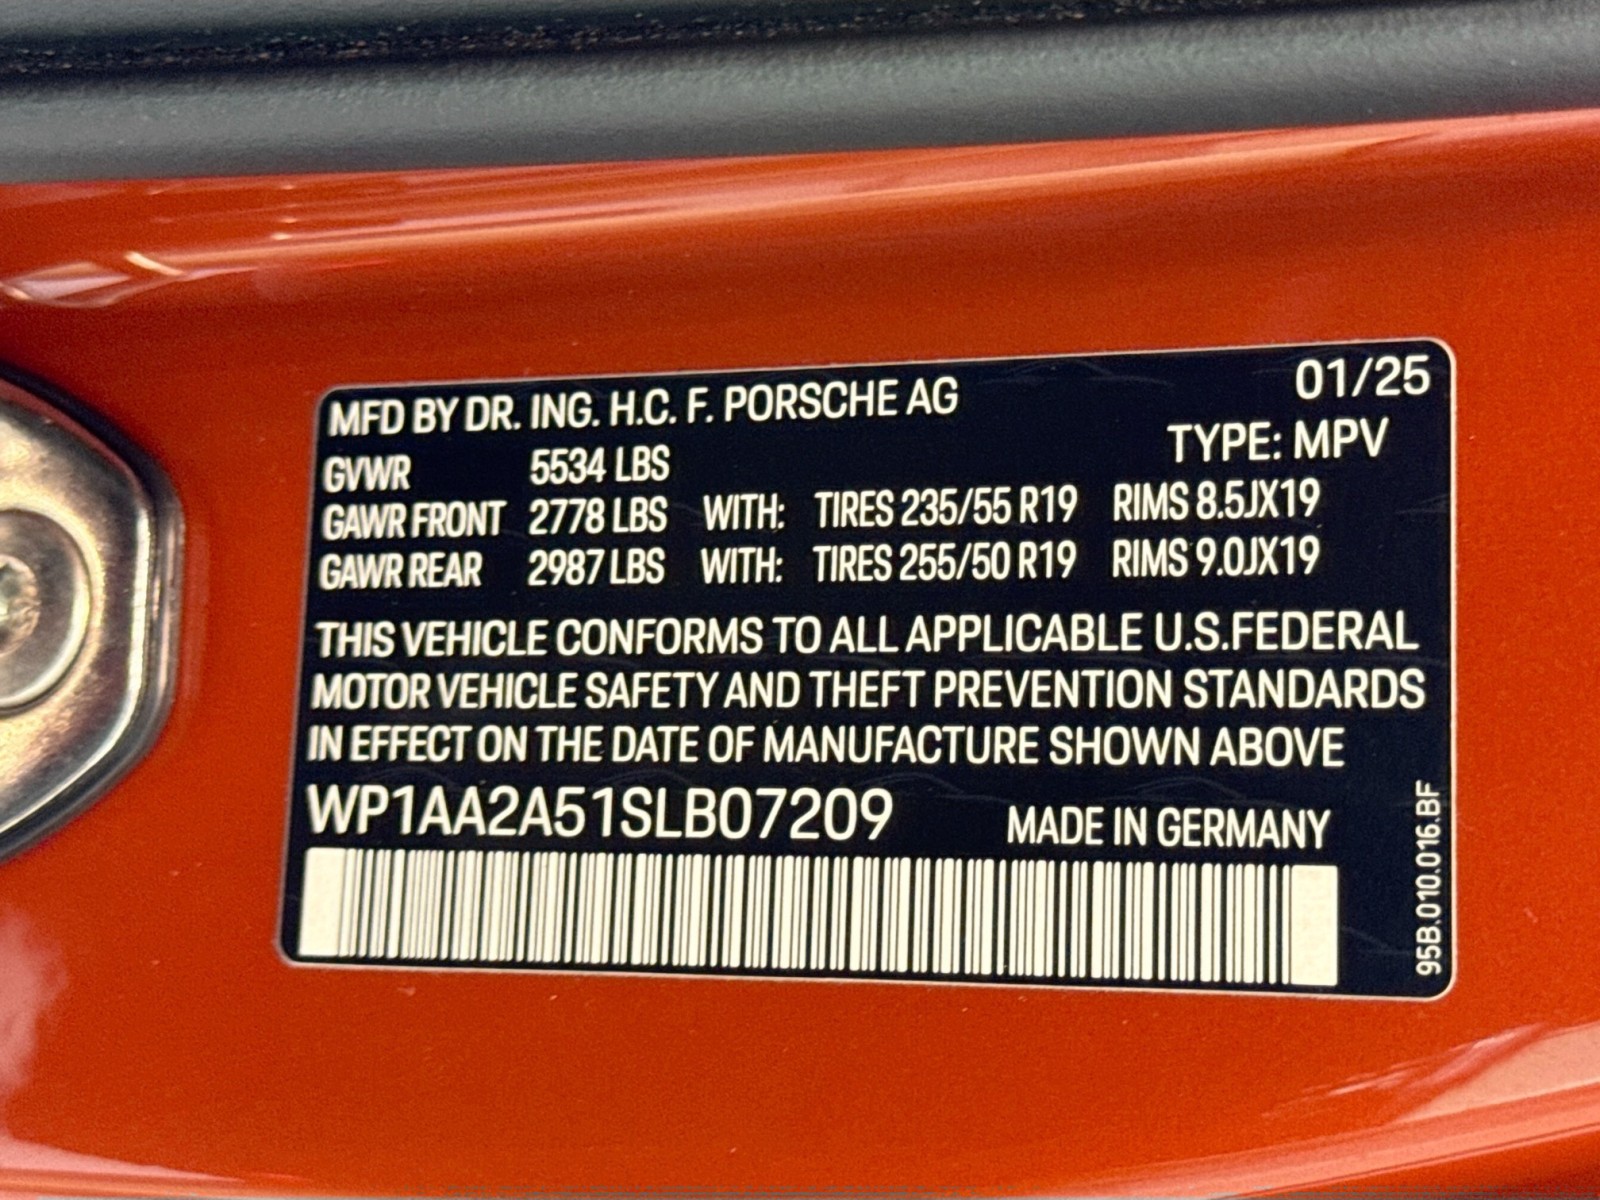 MFD BY DR. ING. H.C. F. PORSCHE AG 01/25
TYPE: MPV
GVWR 5534 LBS
GAWR FRONT 2778 LBS WITH: TIRES 235/55 R19 RIMS 8.5JX19
GAWR REAR 2987 LBS WITH: TIRES 255/50 R19 RIMS 9.0JX19
THIS VEHICLE CONFORMS TO ALL APPLICABLE U.S.FEDERAL
MOTOR VEHICLE SAFETY AND THEFT PREVENTION STANDARDS
IN EFFECT ON THE DATE OF MANUFACTURE SHOWN ABOVE
WP1AA2A51SLB07209 MADE IN GERMANY
95B.010.016.BF